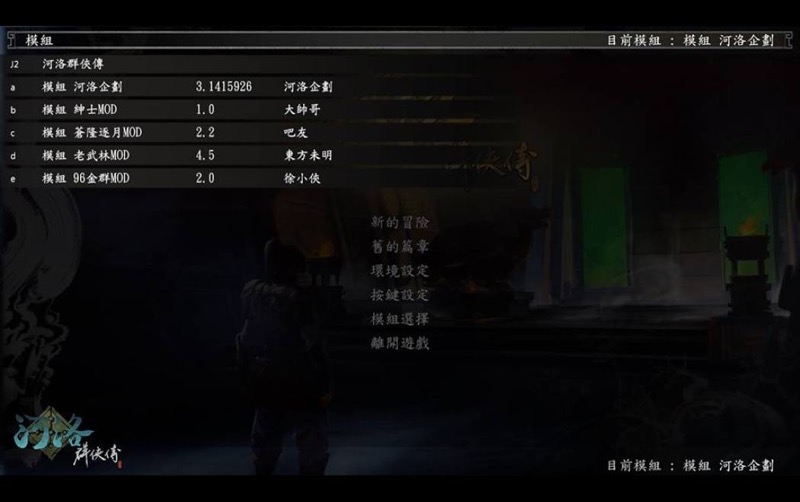 模組
目前模組 : 模組 河洛企劃
J2 河洛群俠傳
a 模組 河洛企劃 3.1415926 河洛企劃
b 模組 紳士MOD 1.0 大帥哥
c 模組 蒼隆逐月MOD 2.2 吧友
d 模組 老武林MOD 4.5 東方未明
e 模組 96金群MOD 2.0 徐小俠
俠傳
新的冒險
舊的篇章
環境設定
按鍵設定
模組選擇
離開遊戲
河洛
群俠傳
目前模組 : 模組 河洛企劃